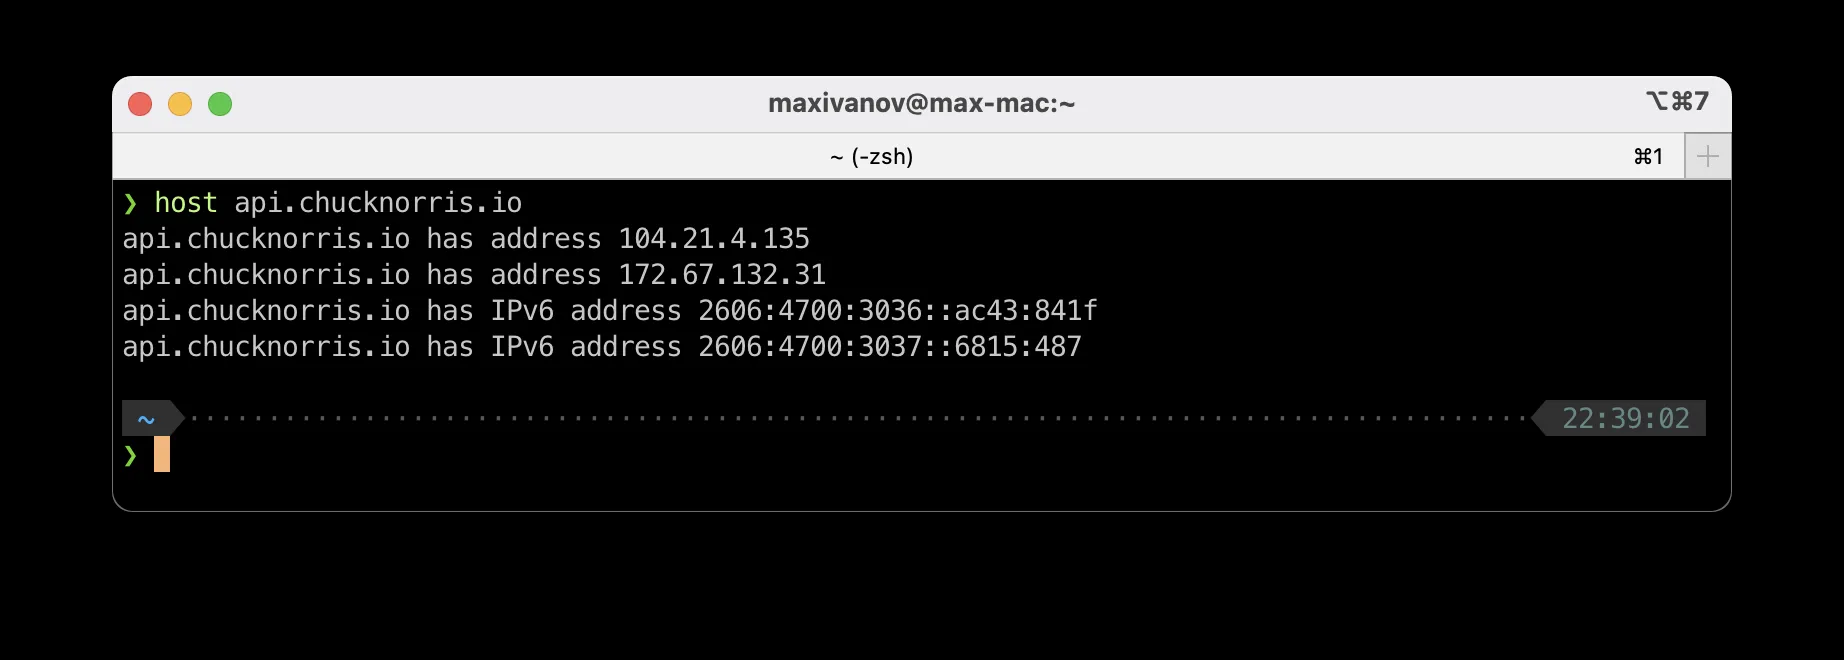 maxivanov@max-mac:~ ⌥⌘7
~ (-zsh) ⌘1
❯ host api.chucknorris.io
api.chucknorris.io has address 104.21.4.135
api.chucknorris.io has address 172.67.132.31
api.chucknorris.io has IPv6 address 2606:4700:3036::ac43:841f
api.chucknorris.io has IPv6 address 2606:4700:3037::6815:487
~ 22:39:02
❯